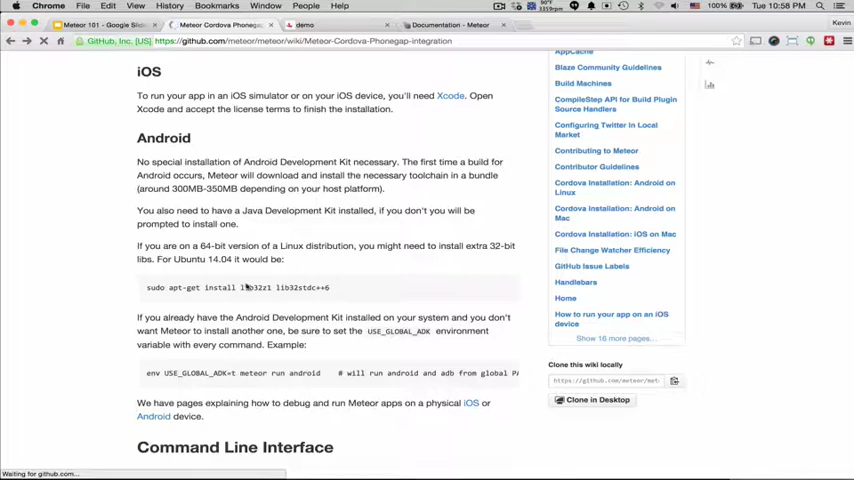 Chrome File Edit View History Bookmarks Window People Help
90°F
Tue 10:58 PM
Meteor 101 - Google Slide
Meteor Cordova Phonegap
demo
Documentation - Meteor
Kevin
GitHub, Inc. [US] https://github.com/meteor/meteor/wiki/Meteor-Cordova-Phonegap-integration
iOS
To run your app in an iOS simulator or on your iOS device, you'll need Xcode. Open
Xcode and accept the license terms to finish the installation.
Android
No special installation of Android Development Kit necessary. The first time a build for
Android occurs, Meteor will download and install the necessary toolchain in a bundle
(around 300MB-350MB depending on your host platform).
You also need to have a Java Development Kit installed, if you don't you will be
prompted to install one.
If you are on a 64-bit version of a Linux distribution, you might need to install extra 32-bit
libs. For Ubuntu 14.04 it would be:
sudo apt-get install lib32z1 lib32stdc++6
If you already have the Android Development Kit installed on your system and you don't
want Meteor to install another one, be sure to set the USE_GLOBAL_ADK environment
variable with every command. Example:
env USE_GLOBAL_ADK=t meteor run android # will run android and adb from global PA
We have pages explaining how to debug and run Meteor apps on a physical iOS or
Android device.
Command Line Interface
AppCache
Blaze Community Guidelines
Build Machines
CompileStep API for Build Plugin
Source Handlers
Configuring Twitter In Local
Market
Contributing to Meteor
Contributor Guidelines
Cordova Installation: Android on
Linux
Cordova Installation: Android on
Mac
Cordova Installation: iOS on Mac
File Change Watcher Efficiency
GitHub Issue Labels
Handlebars
Home
How to run your app on an iOS
device
Show 16 more pages...
Clone this wiki locally
https://github.com/meteor/met
Clone in Desktop
Waiting for github.com...